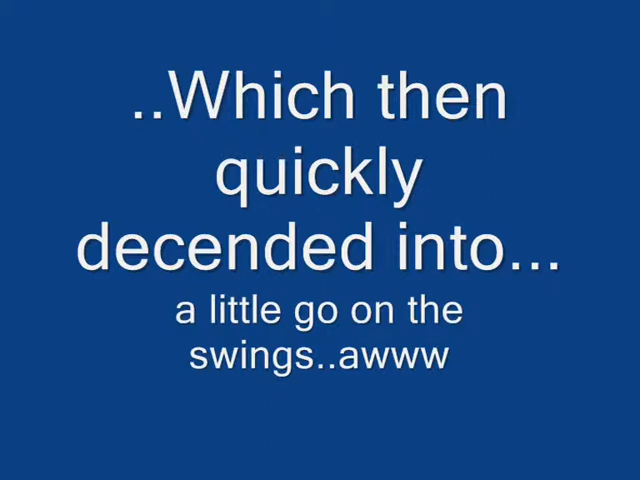 ..Which then
quickly
decended into...
a little go on the
swings..awww